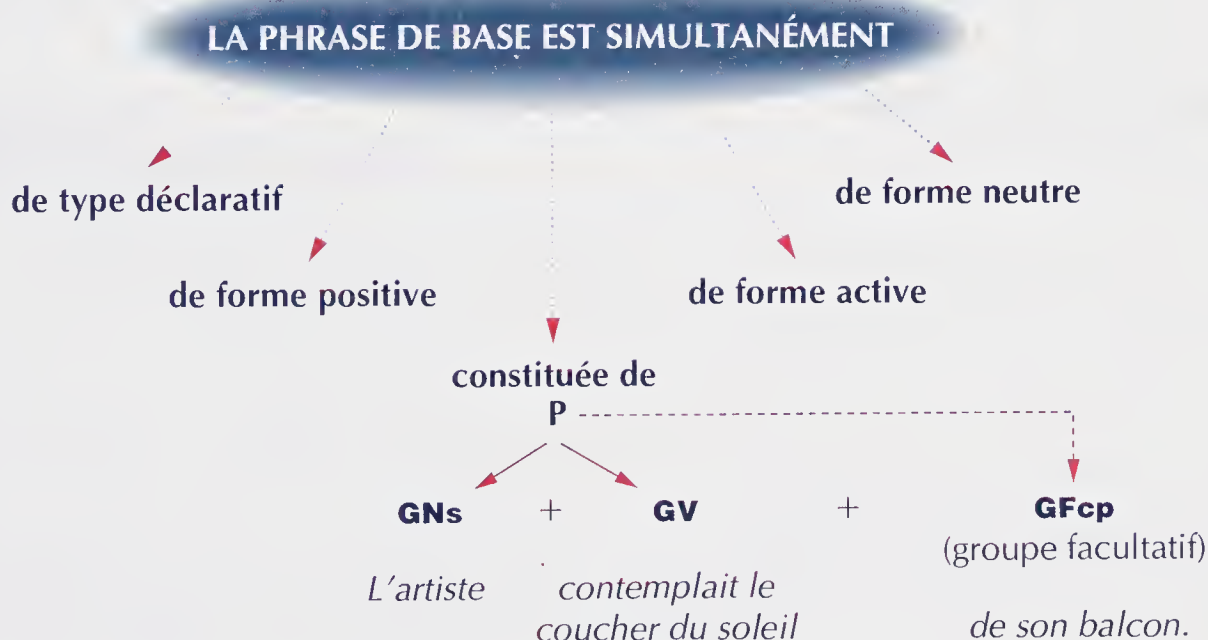 LA PHRASE DE BASE EST SIMULTANÉMENT
de type déclaratif
de forme neutre
de forme positive
de forme active
constituée de
P
GNs + GV + GFcp
(groupe facultatif)
L'artiste contemplait le
coucher du soleil de son balcon.